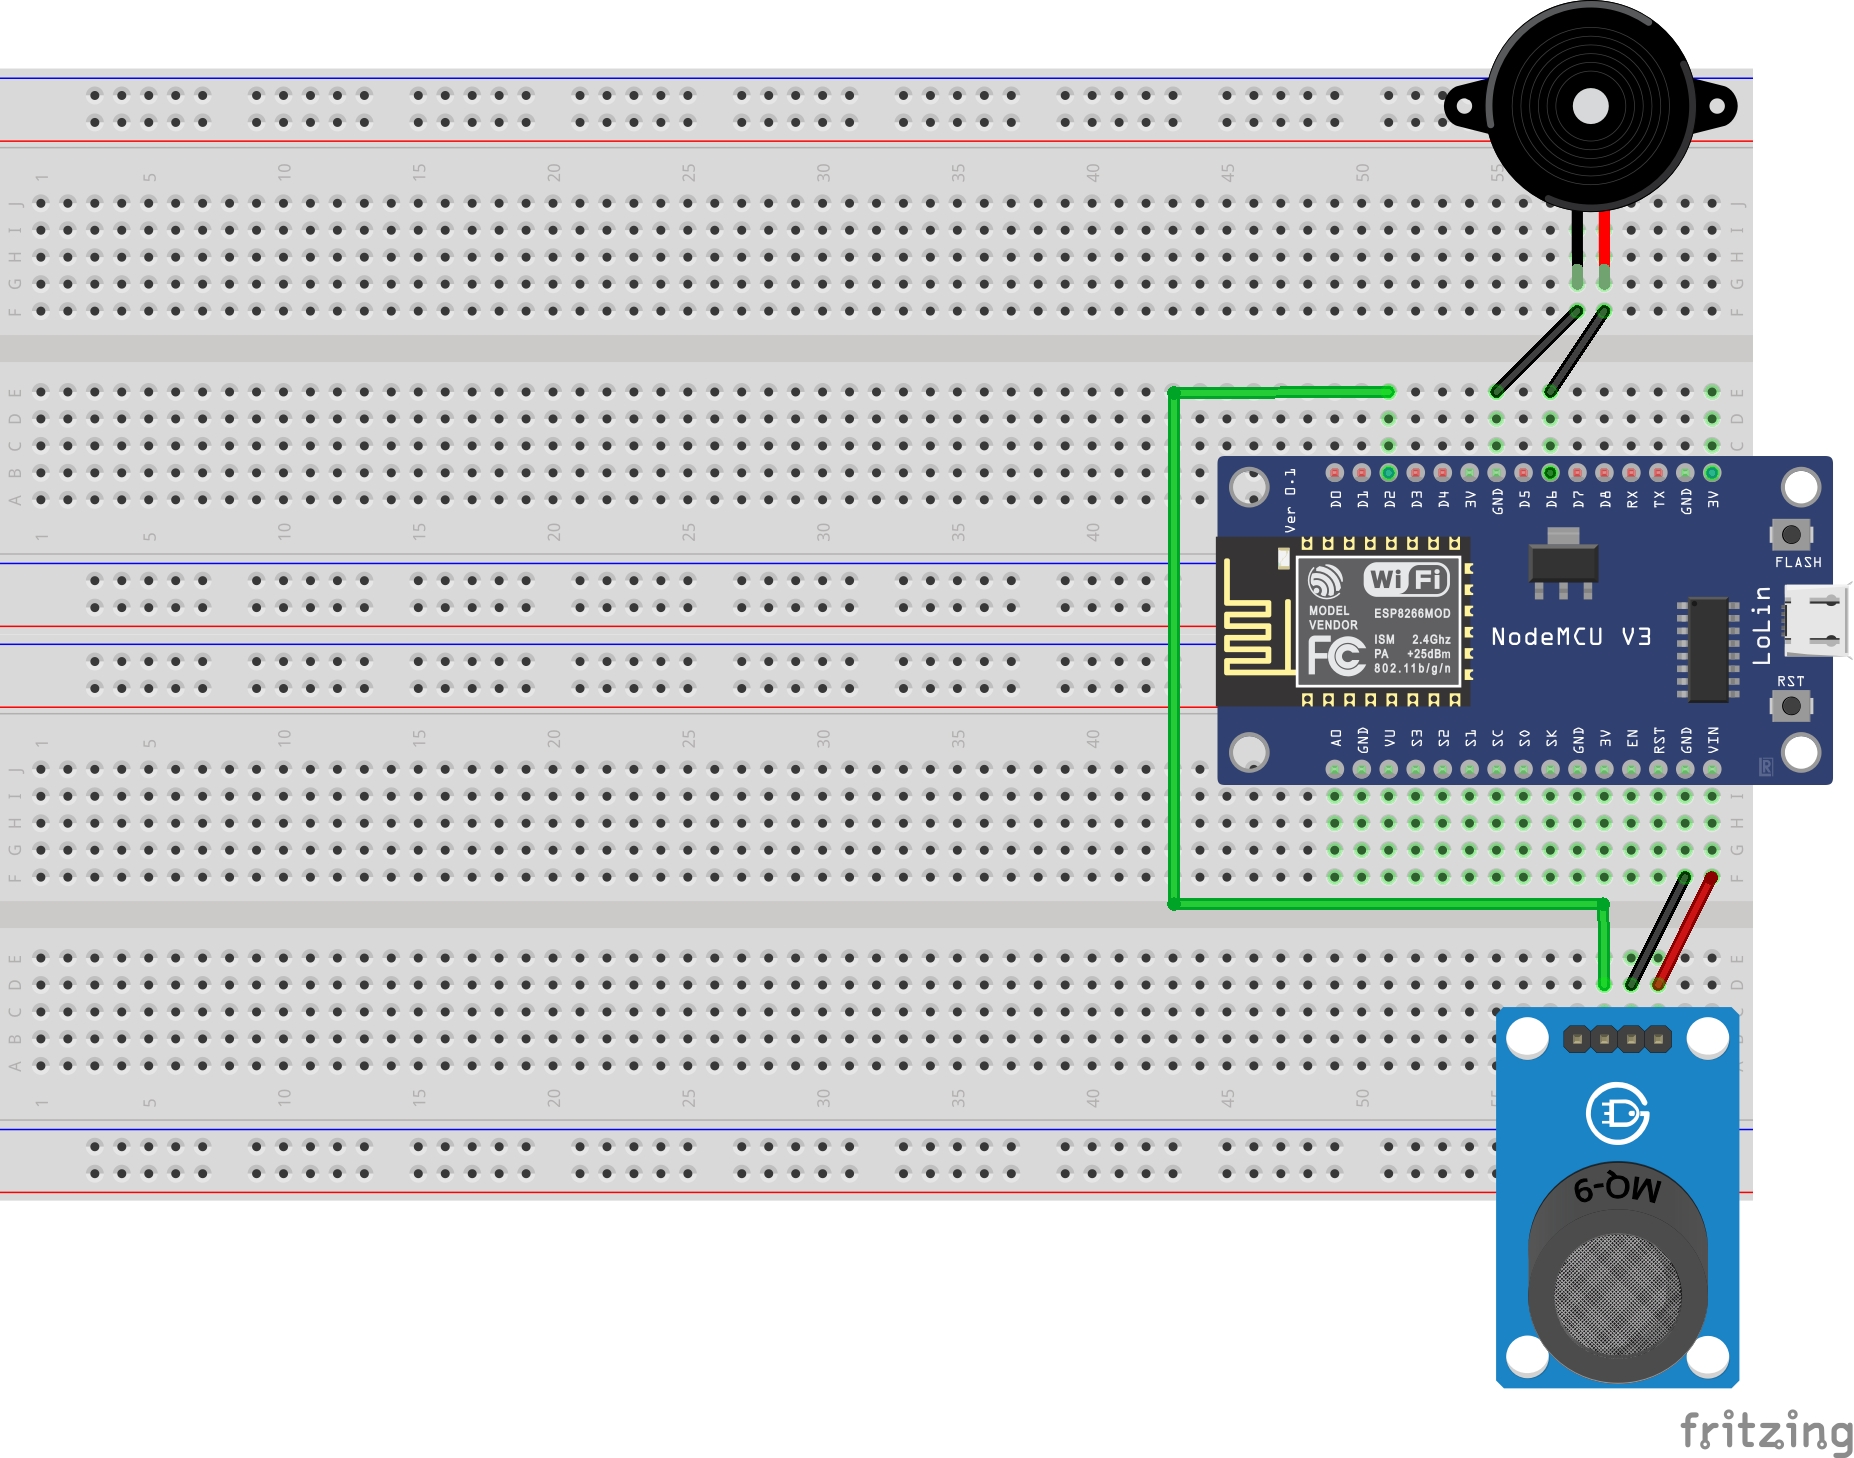 1 5 10 15 20 25 30 35 40 45 50 55
J J
I I
H H
G G
F F
E E
D D
C C
B
A
1 5 10 15 20 25 30 35 40
Ver 0.1
D0 D1 D2 D3 D4 3V GND D5 D6 D7 D8 RX TX GND 3V
FLASH
Wi Fi
MODEL
VENDOR
ESP8266MOD
FC
ISM 2.4Ghz
PA +25dBm
802.11b/g/n
NodeMCU V3
LoLin
RST
A0 GND VU S3 S2 S1 SC S0 SK GND 3V EN RST GND VIN
R
1 5 10 15 20 25 30 35 40
J
I I
H H
G G
F F
E E
D D
C
B
A
1 5 10 15 20 25 30 35 40 45 50
MQ-9
fritzing